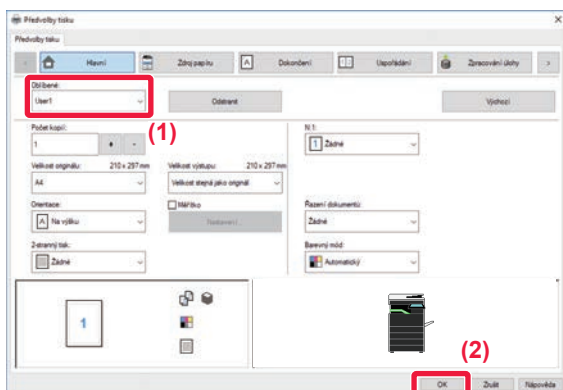 Předvolby tisku
Předvolby tisku
Hlavní Zdroj papíru Dokončení Uspořádání Zpracování úlohy
Oblíbené:
User1 Odstranit Výchozí
(1)
Počet kopií: N-1:
1 + - 1 Žádné
Velikost originálu: 210 x 297 mm Velikost výstupu: 210 x 297 mm
A4 Velikost stejná jako originál
Orientace: Měřítko Řazení dokumentů:
A Na výšku Nastavení... Žádné
2-stranný tisk: Barevný mód:
Žádné Automatický
1
(2)
OK Zrušit Nápověda